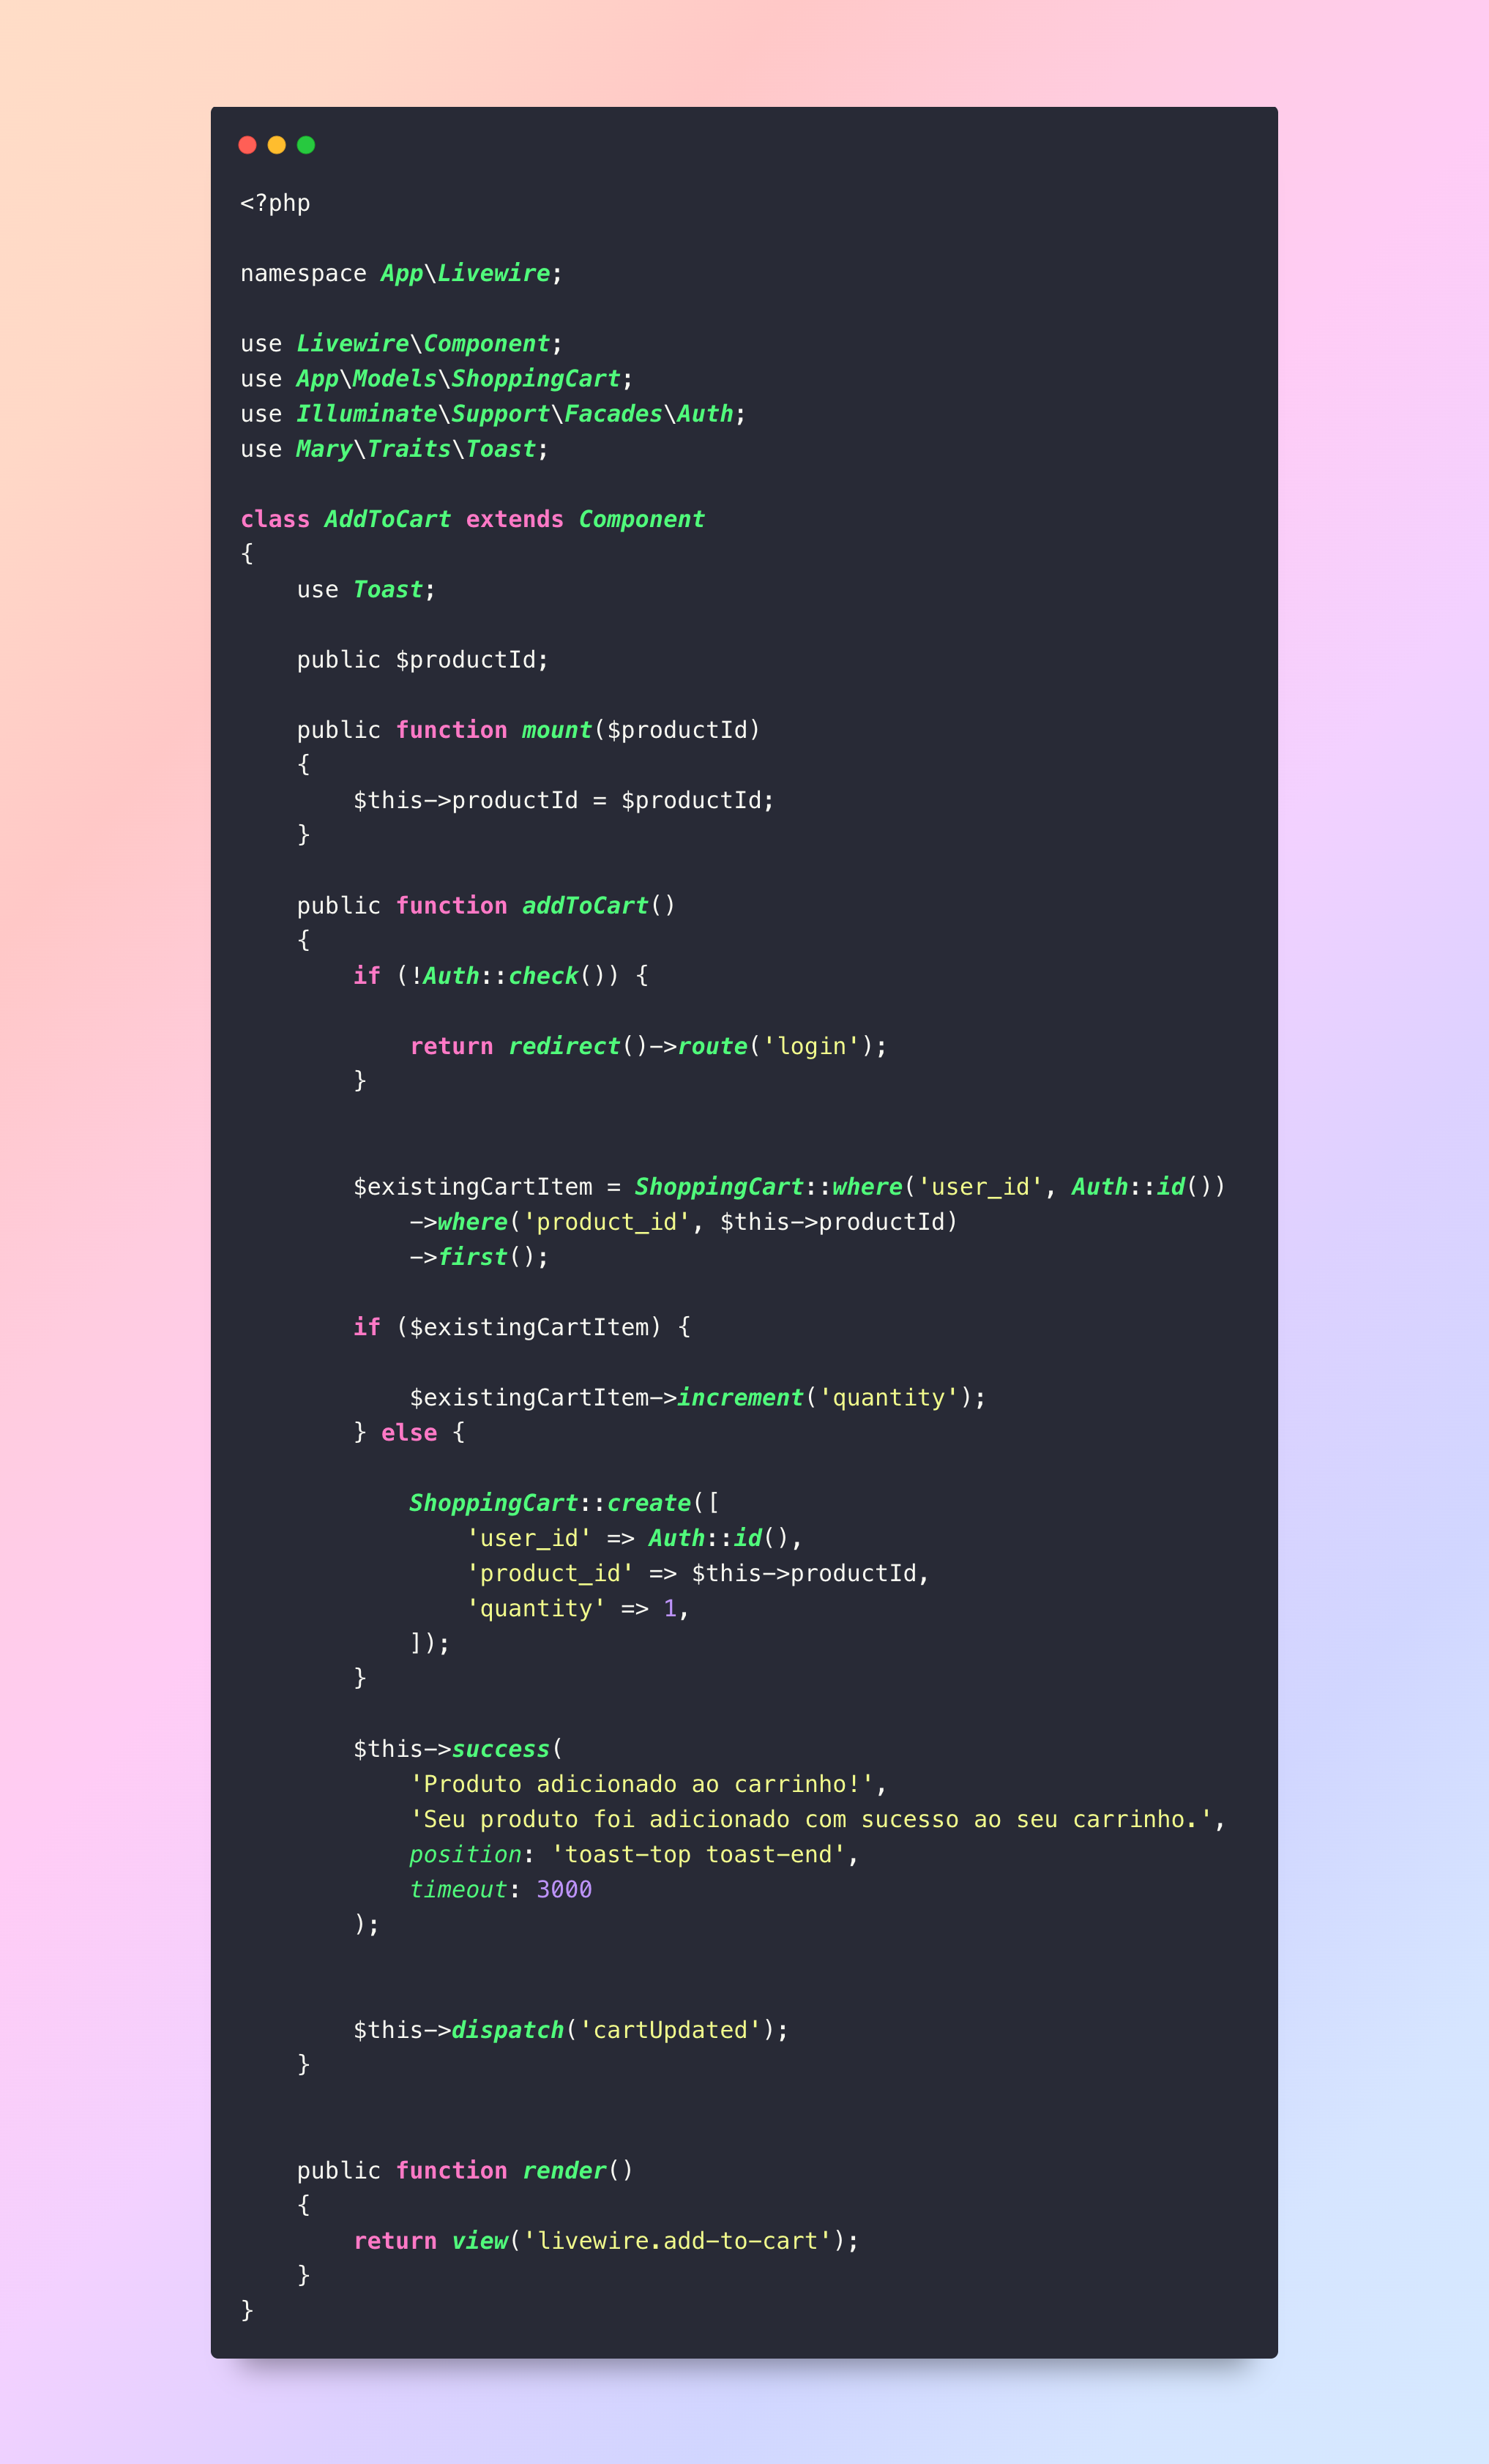 <?php

namespace App\Livewire;

use Livewire\Component;
use App\Models\ShoppingCart;
use Illuminate\Support\Facades\Auth;
use Mary\Traits\Toast;

class AddToCart extends Component
{
    use Toast;

    public $productId;

    public function mount($productId)
    {
        $this->productId = $productId;
    }

    public function addToCart()
    {
        if (!Auth::check()) {

            return redirect()->route('login');
        }


        $existingCartItem = ShoppingCart::where('user_id', Auth::id())
            ->where('product_id', $this->productId)
            ->first();

        if ($existingCartItem) {

            $existingCartItem->increment('quantity');
        } else {

            ShoppingCart::create([
                'user_id' => Auth::id(),
                'product_id' => $this->productId,
                'quantity' => 1,
            ]);
        }

        $this->success(
            'Produto adicionado ao carrinho!',
            'Seu produto foi adicionado com sucesso ao seu carrinho.',
            position: 'toast-top toast-end',
            timeout: 3000
        );


        $this->dispatch('cartUpdated');
    }


    public function render()
    {
        return view('livewire.add-to-cart');
    }
}